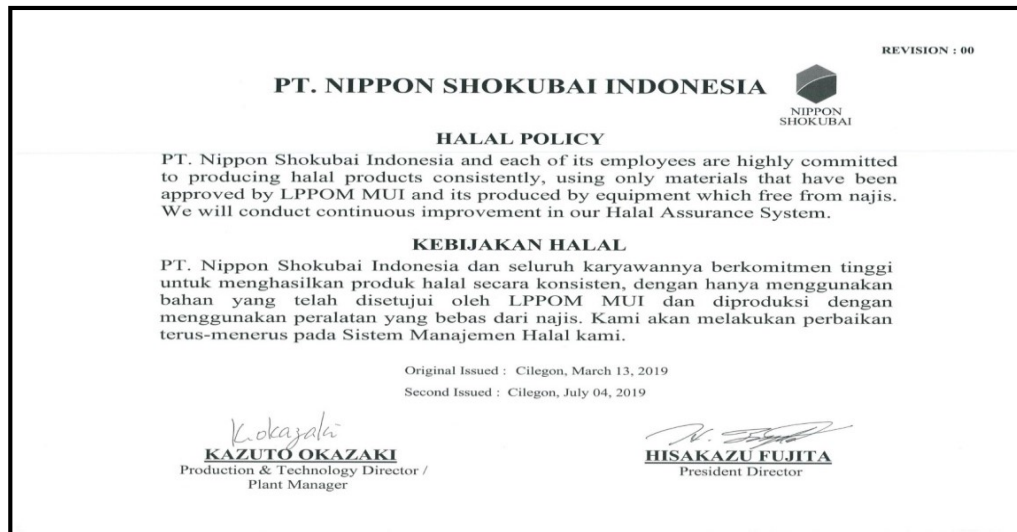 REVISION : 00
PT. NIPPON SHOKUBAI INDONESIA
NIPPON
SHOKUBAI
HALAL POLICY
PT. Nippon Shokubai Indonesia and each of its employees are highly committed
to producing halal products consistently, using only materials that have been
approved by LPPOM MUI and its produced by equipment which free from najis.
We will conduct continuous improvement in our Halal Assurance System.
KEBIJAKAN HALAL
PT. Nippon Shokubai Indonesia dan seluruh karyawannya berkomitmen tinggi
untuk menghasilkan produk halal secara konsisten, dengan hanya menggunakan
bahan yang telah disetujui oleh LPPOM MUI dan diproduksi dengan
menggunakan peralatan yang bebas dari najis. Kami akan melakukan perbaikan
terus-menerus pada Sistem Manajemen Halal kami.
Original Issued : Cilegon, March 13, 2019
Second Issued : Cilegon, July 04, 2019
K. okazaki
KAZUTO OKAZAKI
Production & Technology Director /
Plant Manager
HISAKAZU FUJITA
President Director